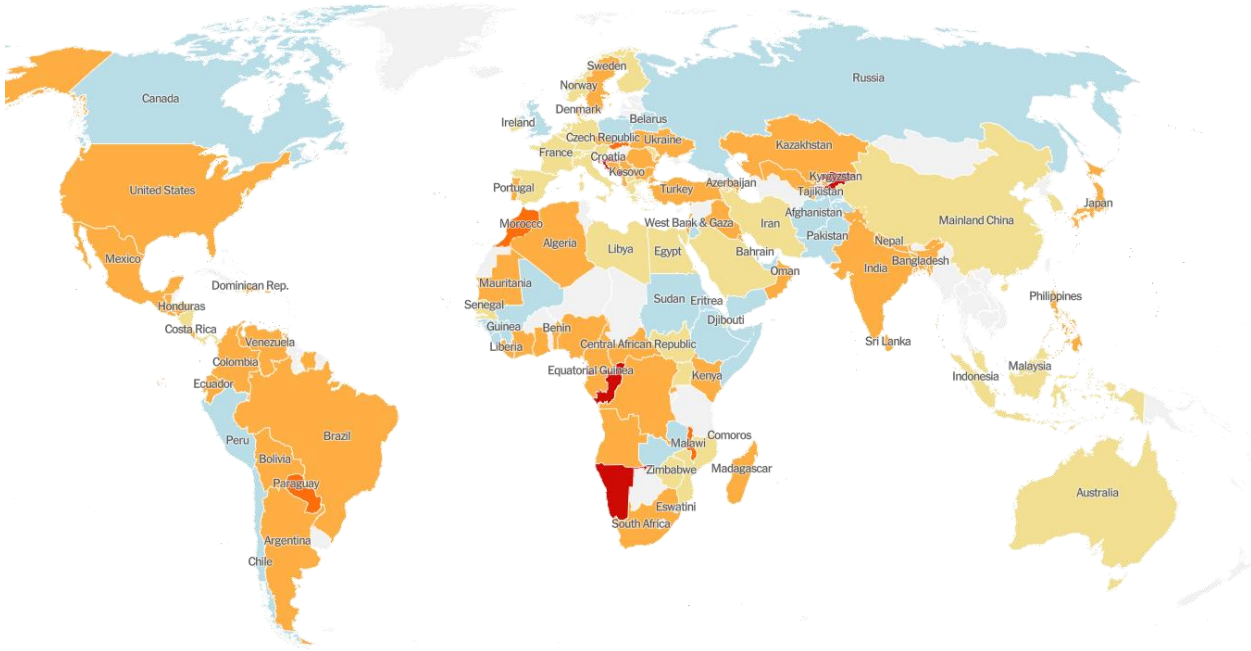 Sweden
Russia
Norway
Canada
Denmark
Ireland
Belarus
Czech Republic
Ukraine
Kazakhstan
France
Croatia
Kosovo
Kyrgyzstan
Azerbaijan
Portugal
Turkey
Tajikistan
United States
Japan
Afghanistan
Mainland China
Morocco
West Bank & Gaza
Iran
Pakistan
Algeria
Libya
Egypt
Bahrain
Nepal
Mexico
Bangladesh
India
Oman
Mauritania
Dominican Rep.
Philippines
Sudan
Eritrea
Senegal
Honduras
Djibouti
Guinea
Benin
Costa Rica
Venezuela
Liberia
Central African Republic
Sri Lanka
Colombia
Malaysia
Equatorial Guinea
Kenya
Indonesia
Ecuador
Brazil
Comoros
Peru
Malawi
Bolivia
Zimbabwe
Madagascar
Paraguay
Australia
Eswatini
South Africa
Argentina
Chile